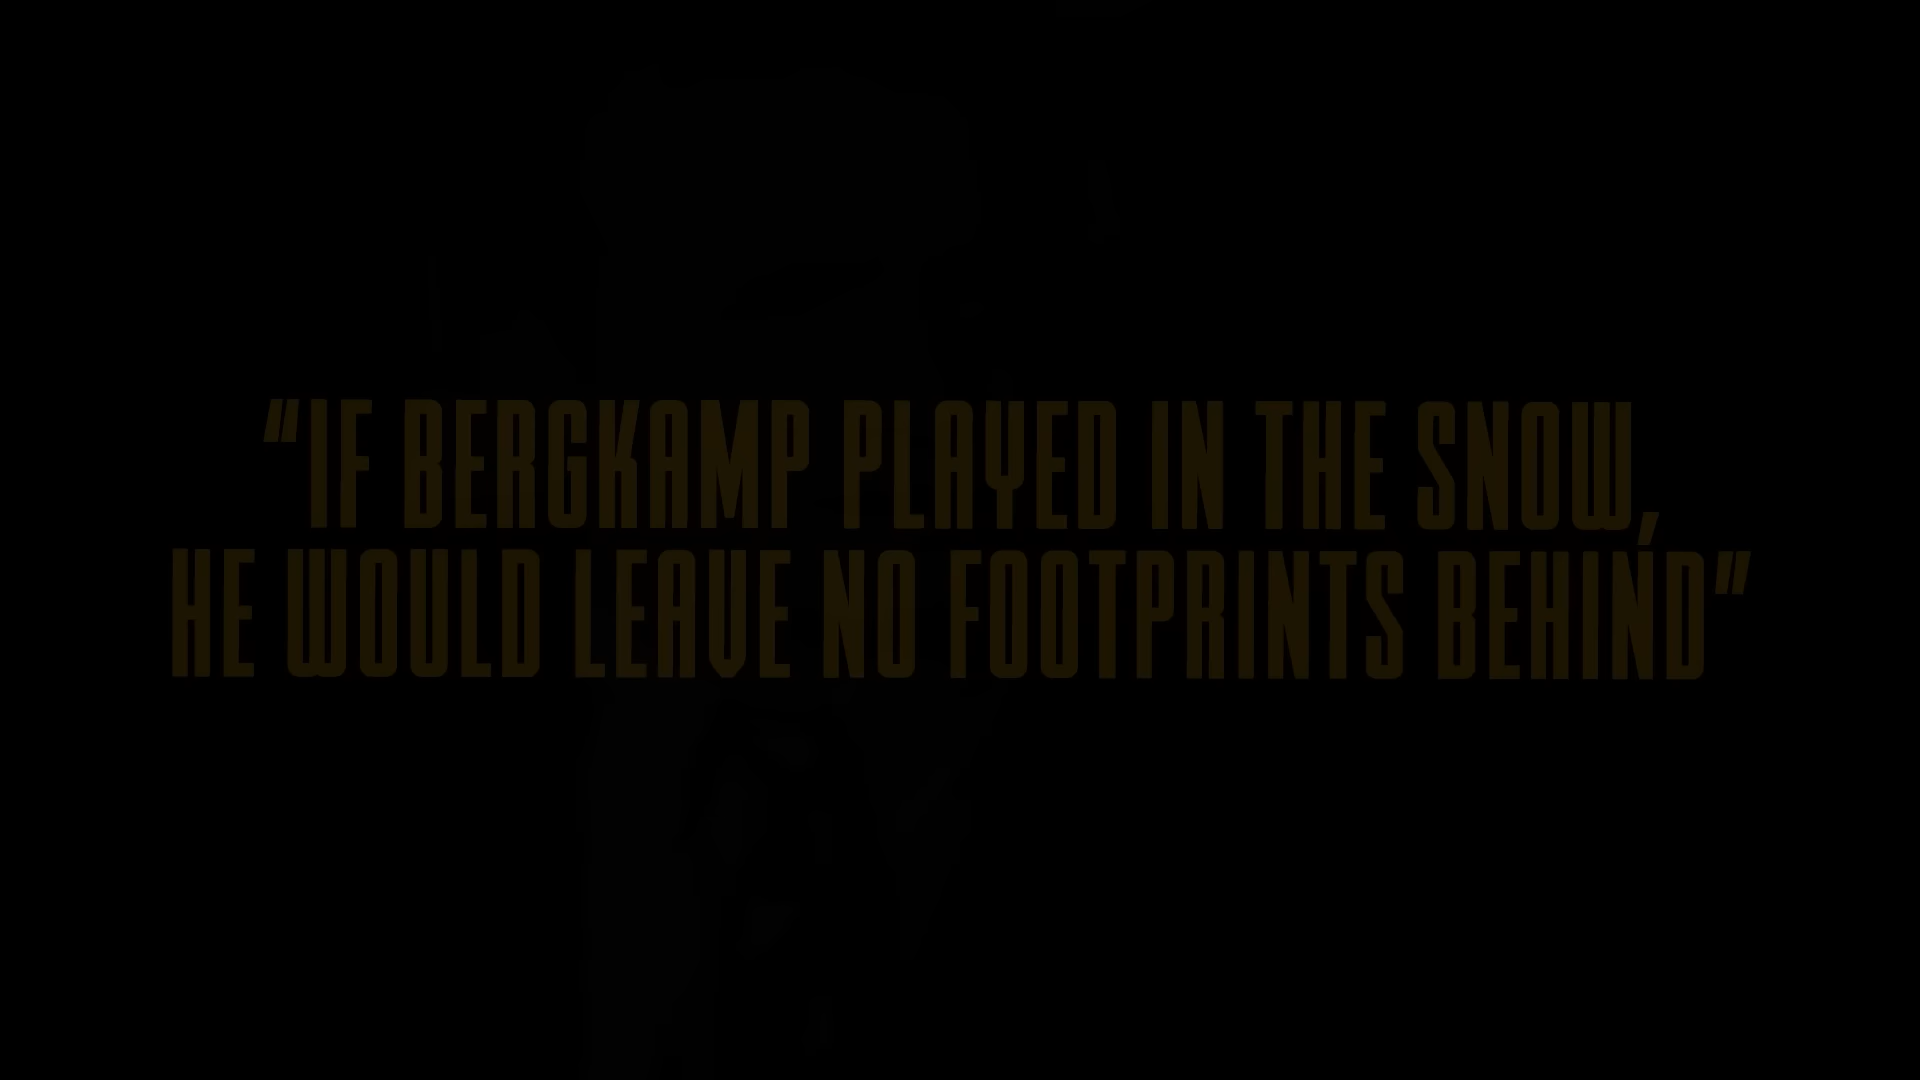 "IF BERGKAMP PLAYED IN THE SNOW,
HE WOULD LEAVE NO FOOTPRINTS BEHIND"